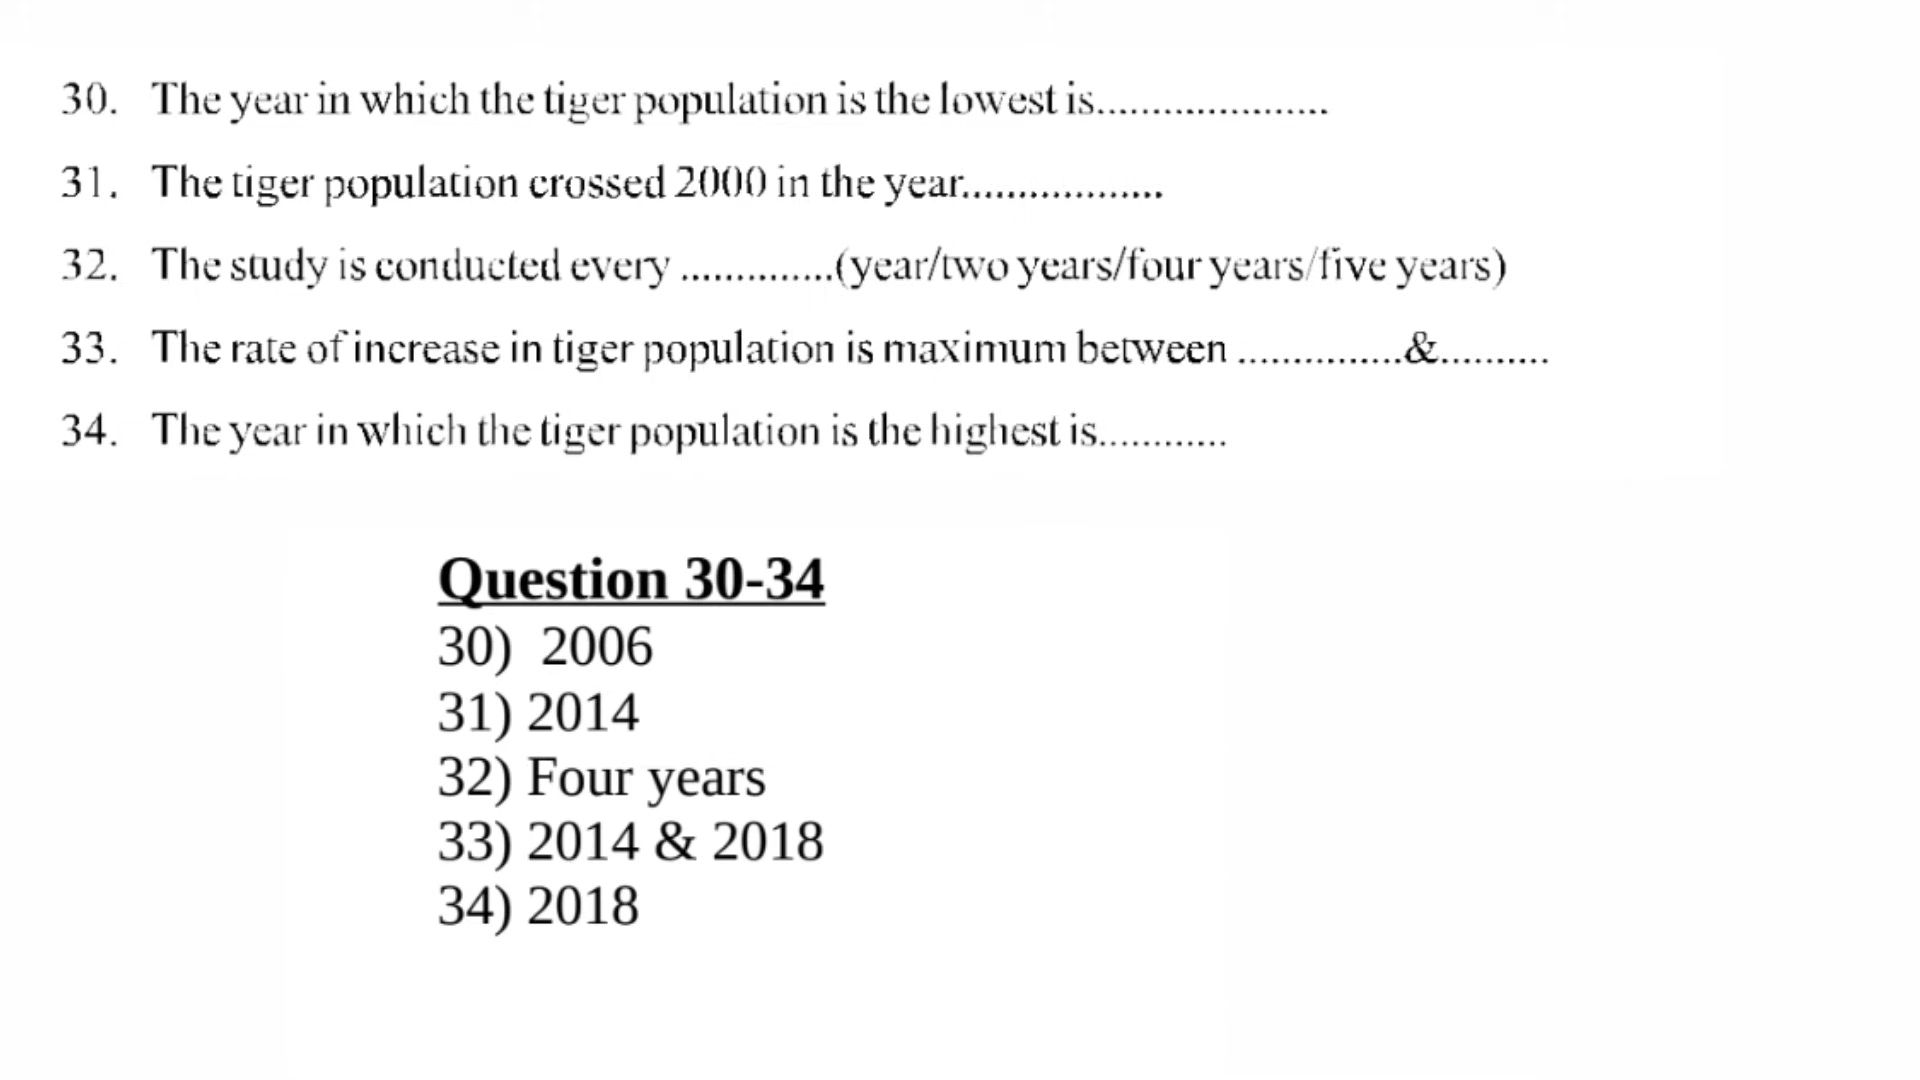 30. The year in which the tiger population is the lowest is.....................
31. The tiger population crossed 2000 in the year..................
32. The study is conducted every ..............(year/two years/four years/five years)
33. The rate of increase in tiger population is maximum between ...............&..........
34. The year in which the tiger population is the highest is............
Question 30-34
30) 2006
31) 2014
32) Four years
33) 2014 & 2018
34) 2018